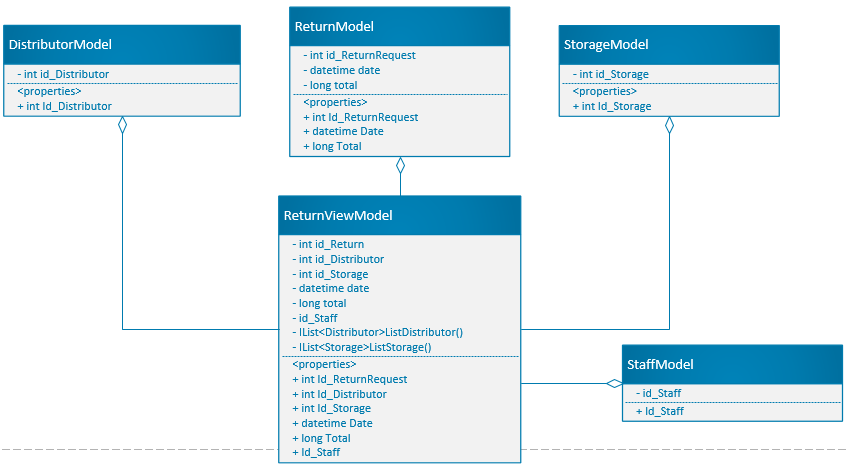 DistributorModel
- int id_Distributor
<properties>
+ int Id_Distributor
ReturnModel
- int id_ReturnRequest
- datetime date
- long total
<properties>
+ int Id_ReturnRequest
+ datetime Date
+ long Total
StorageModel
- int id_Storage
<properties>
+ int Id_Storage
ReturnViewModel
- int id_Return
- int id_Distributor
- int id_Storage
- datetime date
- long total
- id_Staff
- IList<Distributor>ListDistributor()
- IList<Storage>ListStorage()
<properties>
+ int Id_ReturnRequest
+ int Id_Distributor
+ int Id_Storage
+ datetime Date
+ long Total
+ Id_Staff
StaffModel
- id_Staff
+ Id_Staff